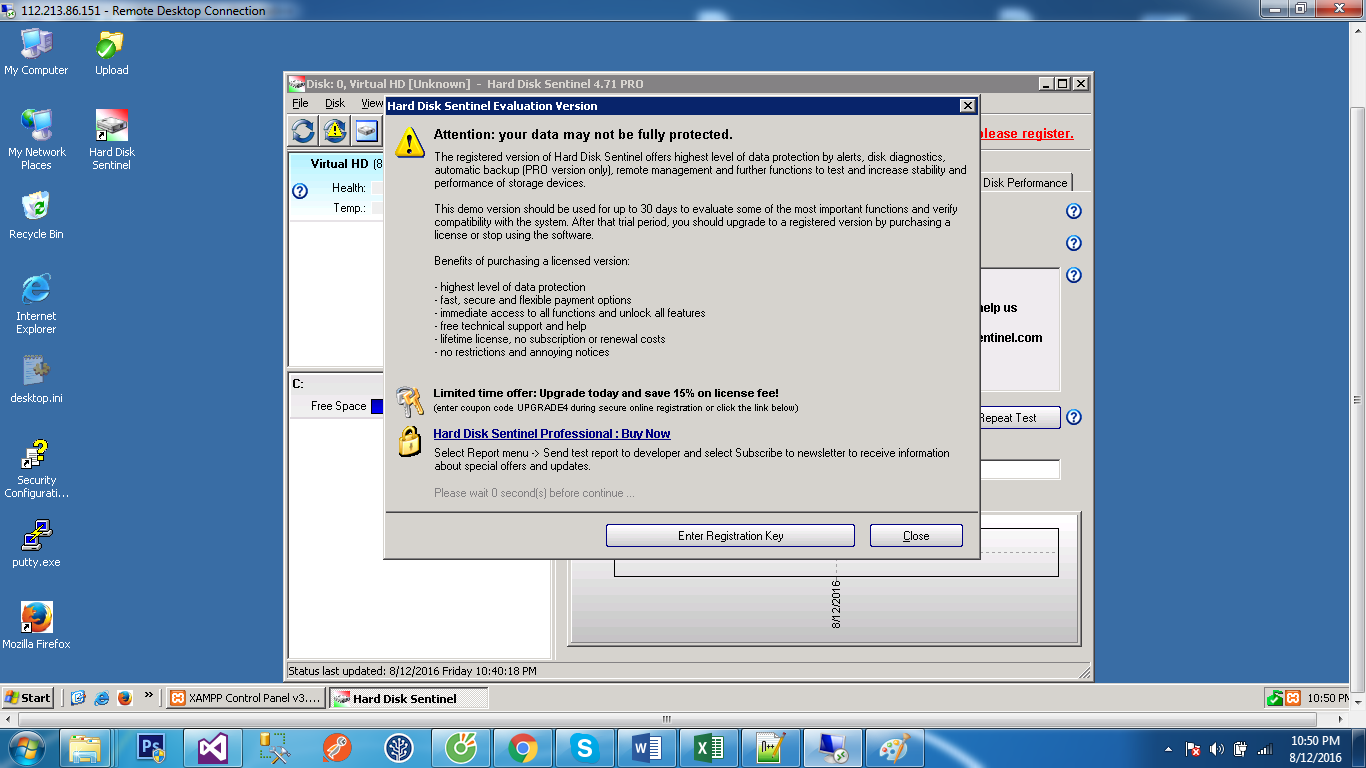 112.213.86.151 - Remote Desktop Connection
My Computer
Upload
My Network
Places
Hard Disk
Sentinel
Recycle Bin
Internet
Explorer
desktop.ini
Security
Configurati...
putty.exe
Mozilla Firefox
Disk: 0, Virtual HD [Unknown] - Hard Disk Sentinel 4.71 PRO
File Disk View
please register.
Virtual HD (8
Health:
Temp.:
C:
Free Space
Disk Performance
help us
entinel.com
Repeat Test
8/12/2016
Status last updated: 8/12/2016 Friday 10:40:18 PM
Hard Disk Sentinel Evaluation Version
Attention: your data may not be fully protected.
The registered version of Hard Disk Sentinel offers highest level of data protection by alerts, disk diagnostics,
automatic backup (PRO version only), remote management and further functions to test and increase stability and
performance of storage devices.
This demo version should be used for up to 30 days to evaluate some of the most important functions and verify
compatibility with the system. After that trial period, you should upgrade to a registered version by purchasing a
license or stop using the software.
Benefits of purchasing a licensed version:
- highest level of data protection
- fast, secure and flexible payment options
- immediate access to all functions and unlock all features
- free technical support and help
- lifetime license, no subscription or renewal costs
- no restrictions and annoying notices
Limited time offer: Upgrade today and save 15% on license fee!
(enter coupon code UPGRADE4 during secure online registration or click the link below)
Hard Disk Sentinel Professional : Buy Now
Select Report menu -> Send test report to developer and select Subscribe to newsletter to receive information
about special offers and updates.
Please wait 0 second(s) before continue ...
Enter Registration Key
Close
Start
»
XAMPP Control Panel v3....
Hard Disk Sentinel
10:50 PM
Ps
S
W
X
10:50 PM
8/12/2016